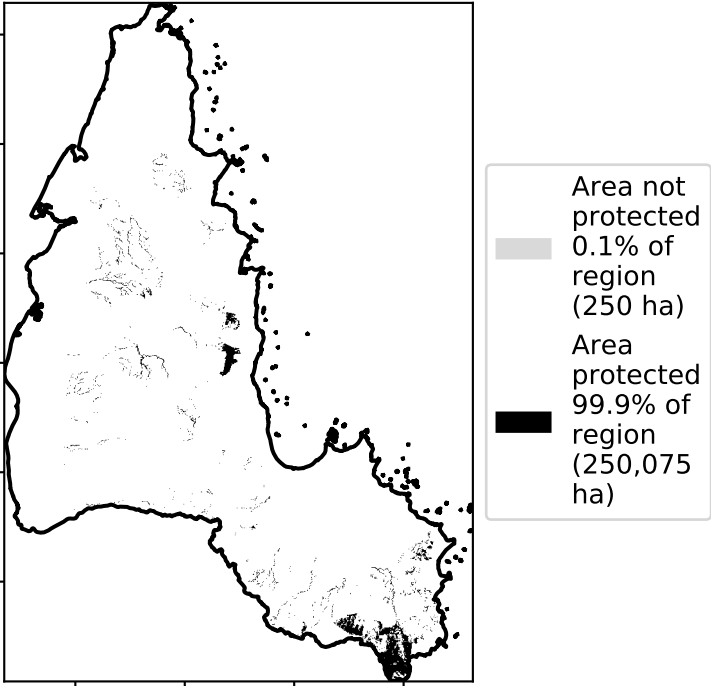 Area not
protected
0.1% of
region
(250 ha)
Area
protected
99.9% of
region
(250,075
ha)